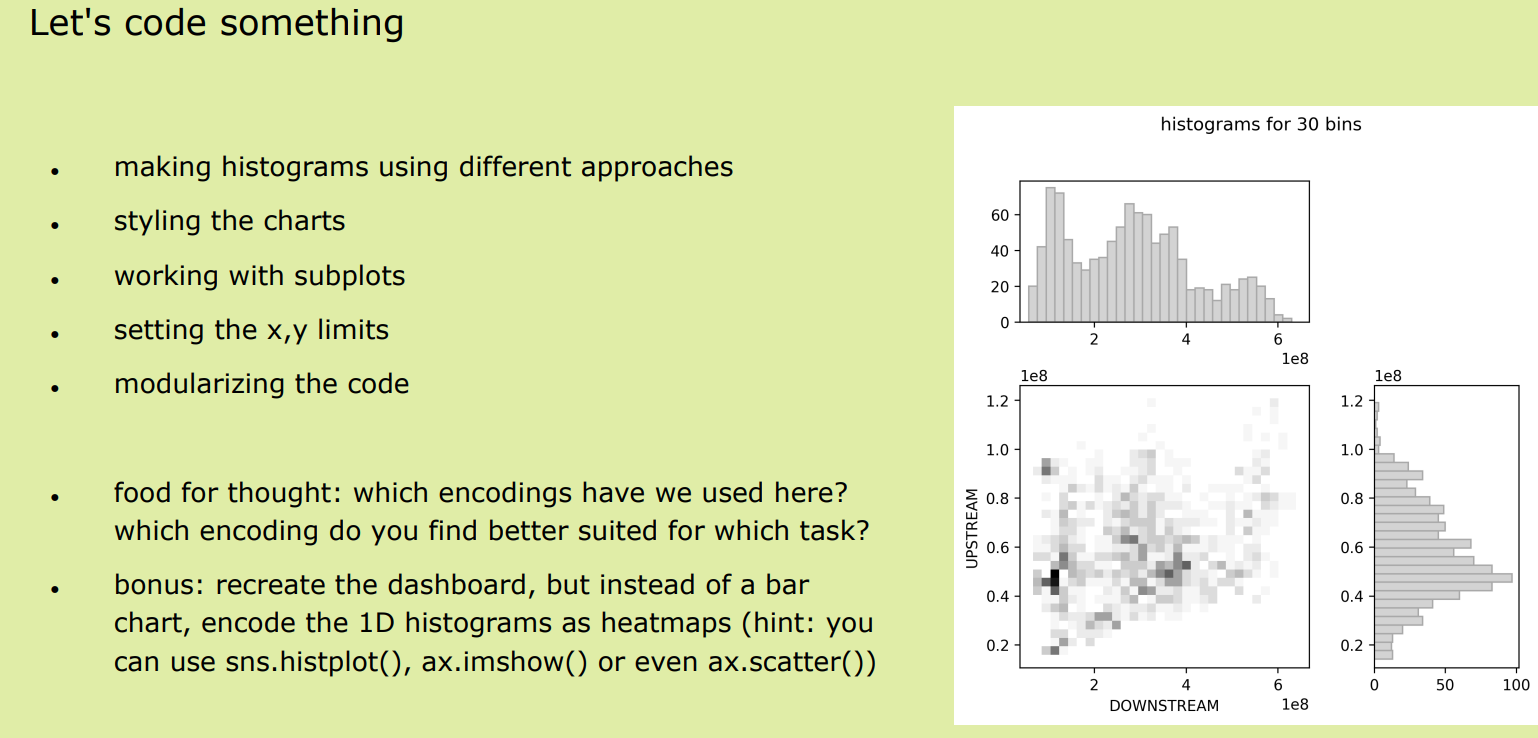 Let's code something
• making histograms using different approaches
• styling the charts
• working with subplots
• setting the x,y limits
• modularizing the code
• food for thought: which encodings have we used here?
which encoding do you find better suited for which task?
• bonus: recreate the dashboard, but instead of a bar
chart, encode the 1D histograms as heatmaps (hint: you
can use sns.histplot(), ax.imshow() or even ax.scatter())
histograms for 30 bins
60
40
20
0
2 4 6
1e8
1e8
1.2
1.0
0.8
0.6
0.4
0.2
UPSTREAM
2 4 6
DOWNSTREAM 1e8
1e8
1.2
1.0
0.8
0.6
0.4
0.2
0 50 100